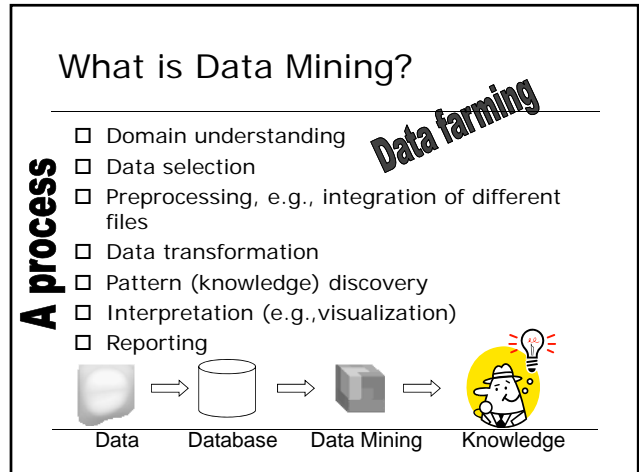 What is Data Mining?
Data farming
A process
□ Domain understanding
□ Data selection
□ Preprocessing, e.g., integration of different
files
□ Data transformation
□ Pattern (knowledge) discovery
□ Interpretation (e.g.,visualization)
□ Reporting
Data Database Data Mining Knowledge